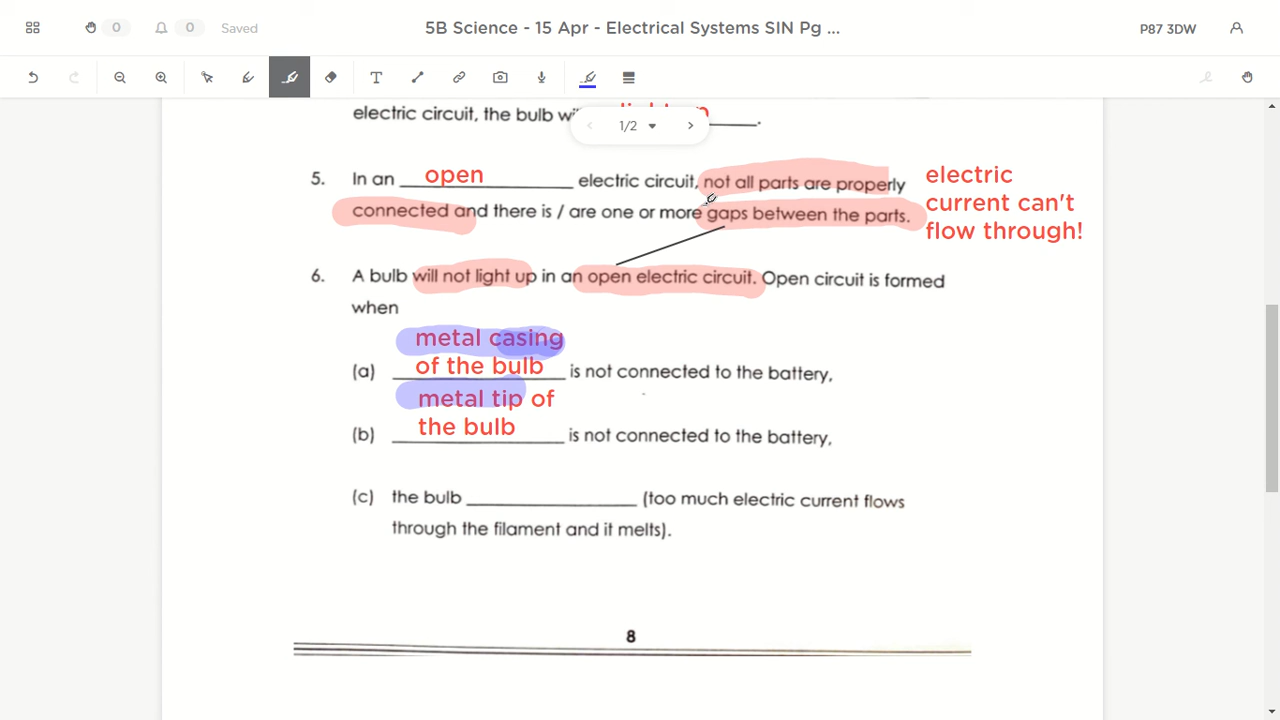 0
0
Saved
5B Science - 15 Apr - Electrical Systems SIN Pg ...
P87 3DW
electric circuit, the bulb
1/2
5. In an open electric circuit, not all parts are properly
connected and there is / are one or more gaps between the parts.
electric
current can't
flow through!
6. A bulb will not light up in an open electric circuit. Open circuit is formed
when
metal casing
of the bulb
(a) is not connected to the battery,
metal tip of
the bulb
(b) is not connected to the battery,
(c) the bulb (too much electric current flows
through the filament and it melts).
8